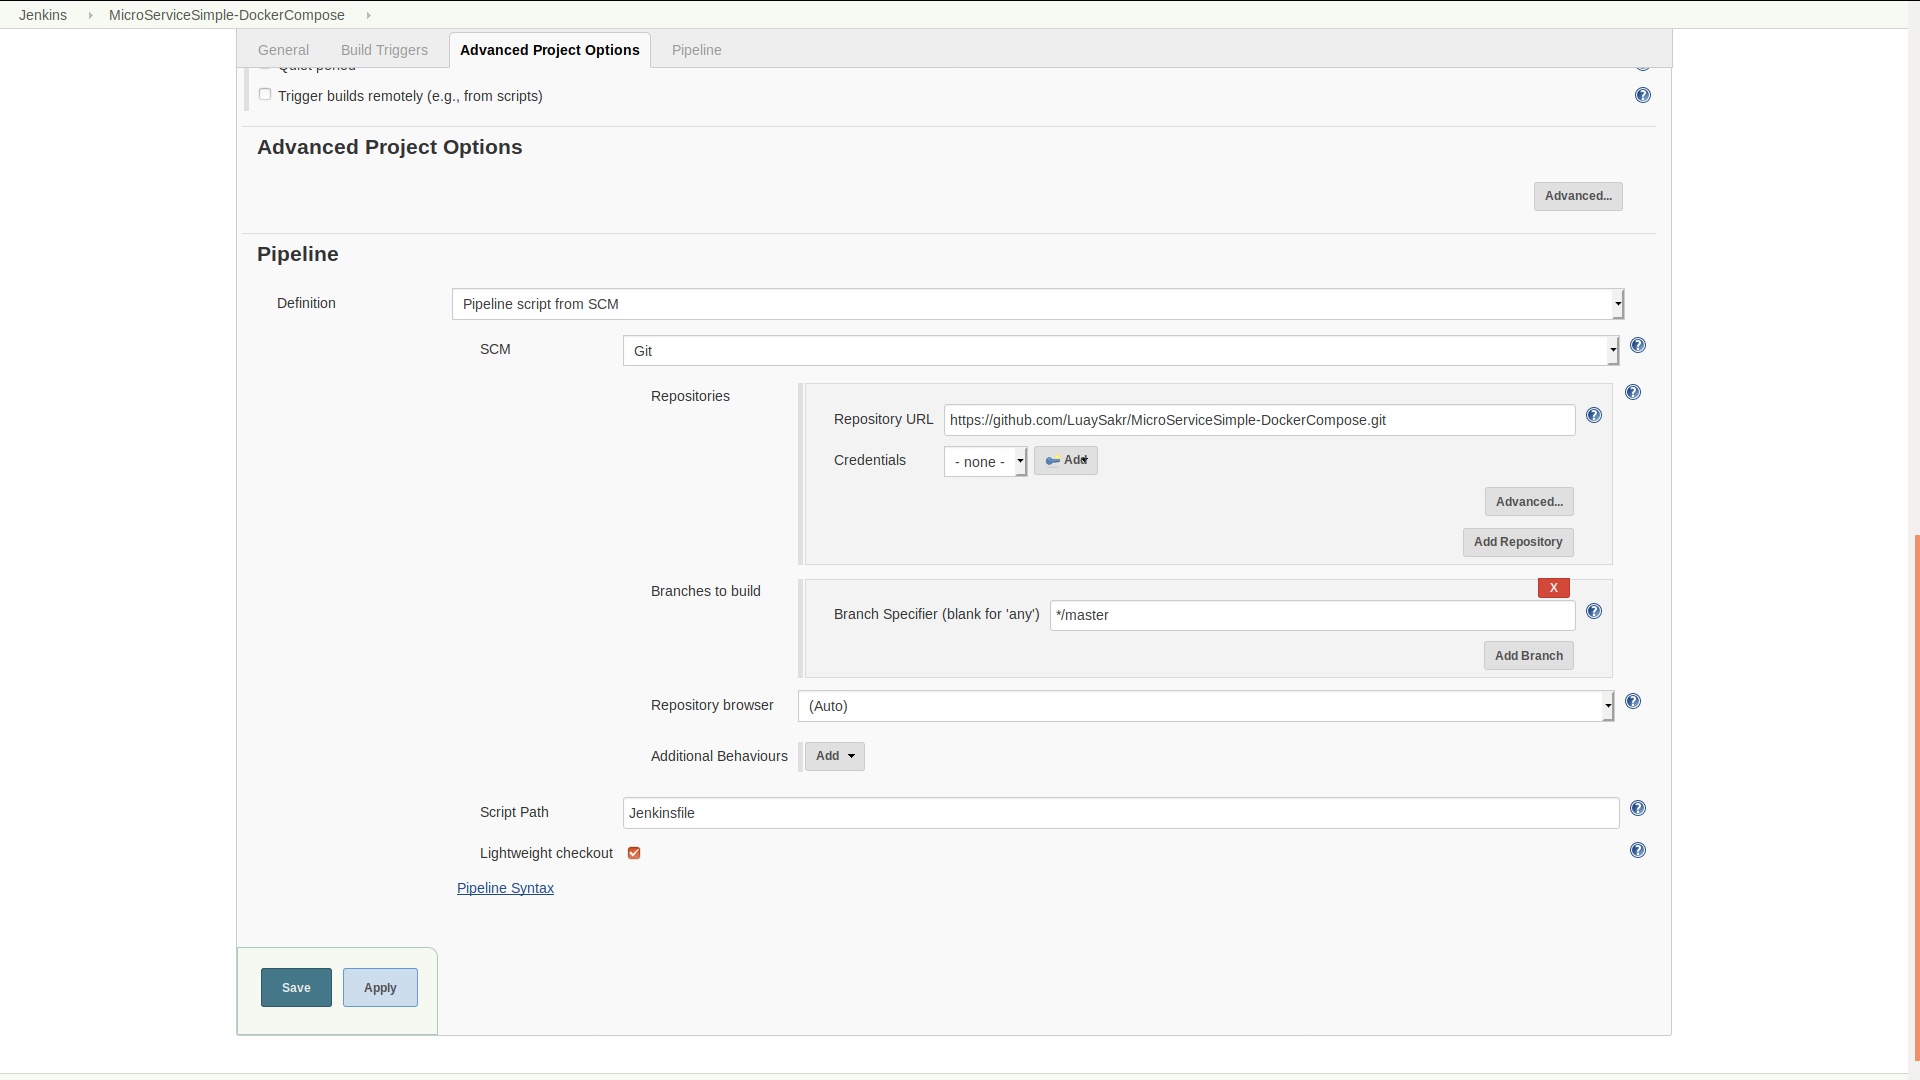 Jenkins MicroServiceSimple-DockerCompose
General Build Triggers Advanced Project Options Pipeline
Quiet period
Trigger builds remotely (e.g., from scripts)
Advanced Project Options
Advanced...
Pipeline
Definition Pipeline script from SCM
SCM Git
Repositories
Repository URL https://github.com/LuaySakr/MicroServiceSimple-DockerCompose.git
Credentials - none - Add
Advanced...
Add Repository
Branches to build X
Branch Specifier (blank for 'any') */master
Add Branch
Repository browser (Auto)
Additional Behaviours Add
Script Path Jenkinsfile
Lightweight checkout
Pipeline Syntax
Save Apply